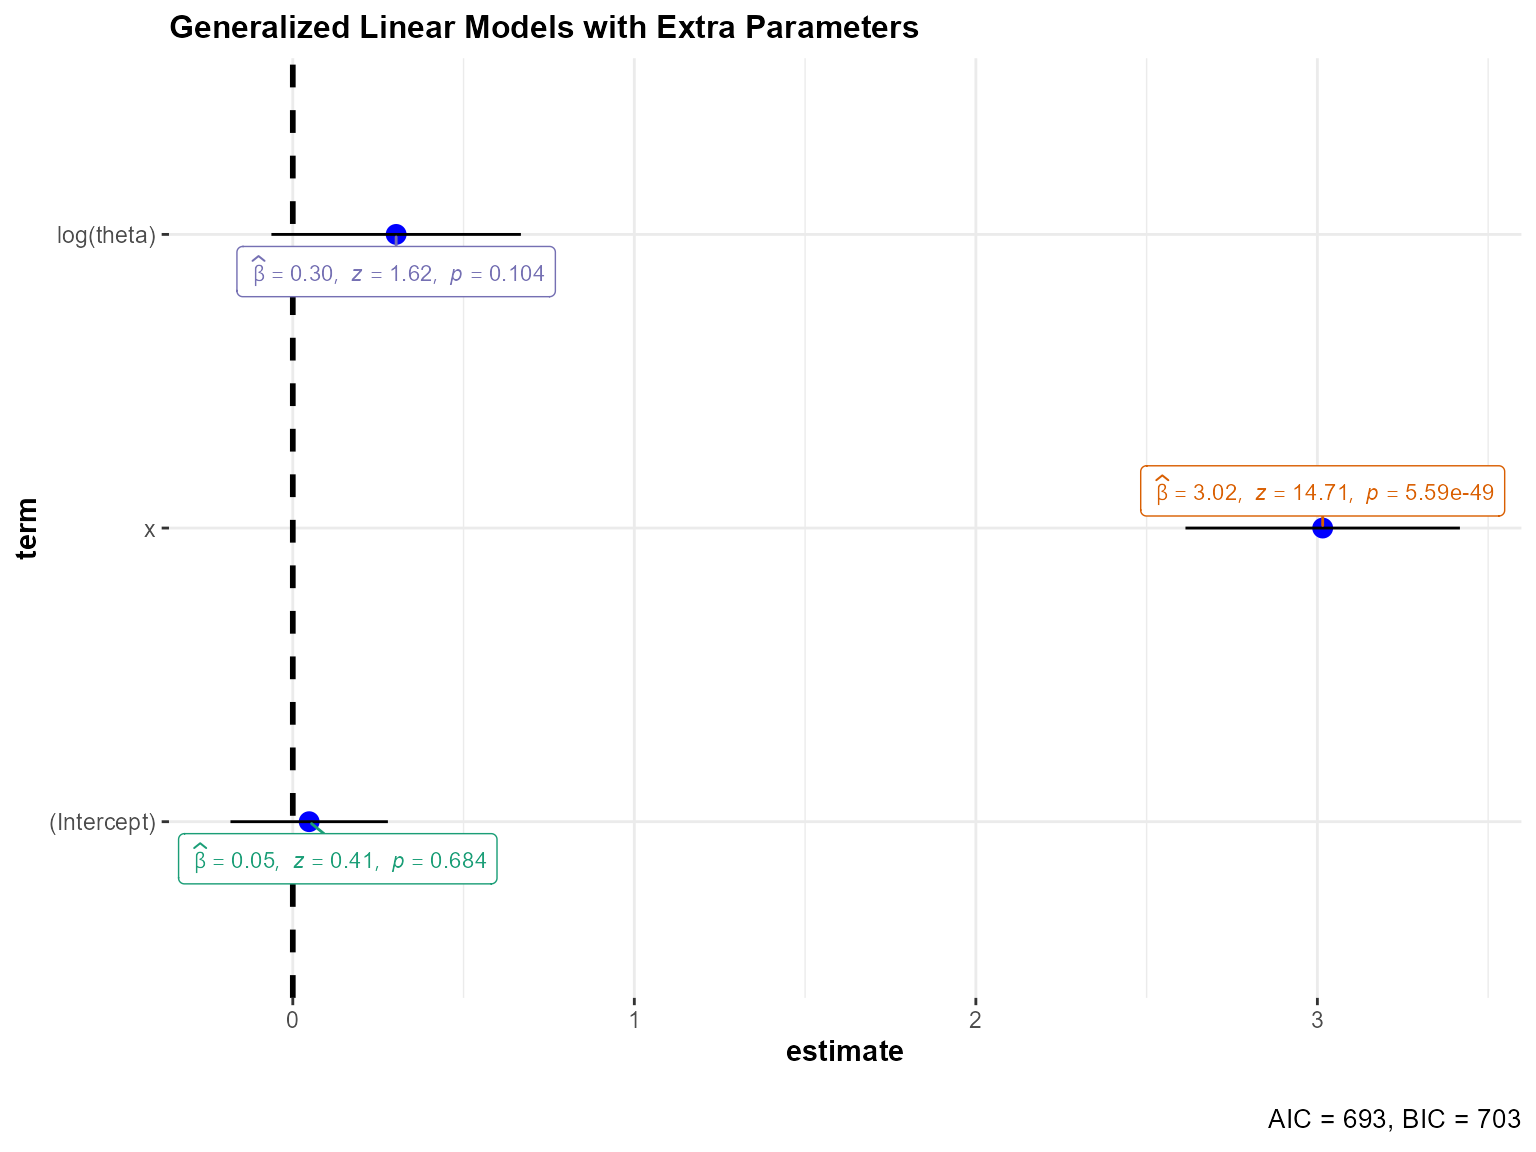 Generalized Linear Models with Extra Parameters
log(theta)
β̂ = 0.30, z = 1.62, p = 0.104
β̂ = 3.02, z = 14.71, p = 5.59e-49
x
term
(Intercept)
β̂ = 0.05, z = 0.41, p = 0.684
0 1 2 3
estimate
AIC = 693, BIC = 703